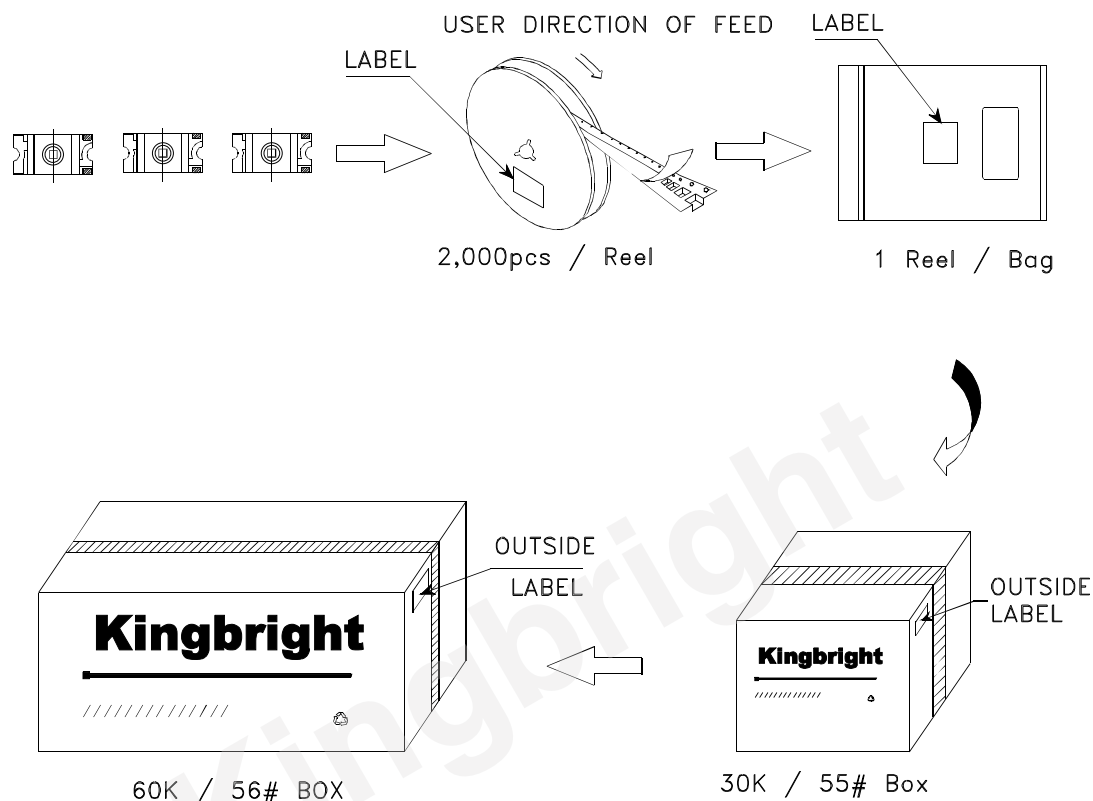 USER DIRECTION OF FEED
LABEL
LABEL
2,000pcs / Reel
1 Reel / Bag
OUTSIDE
LABEL
OUTSIDE
LABEL
Kingbright
Kingbright
Kingbright
60K / 56# BOX
30K / 55# Box